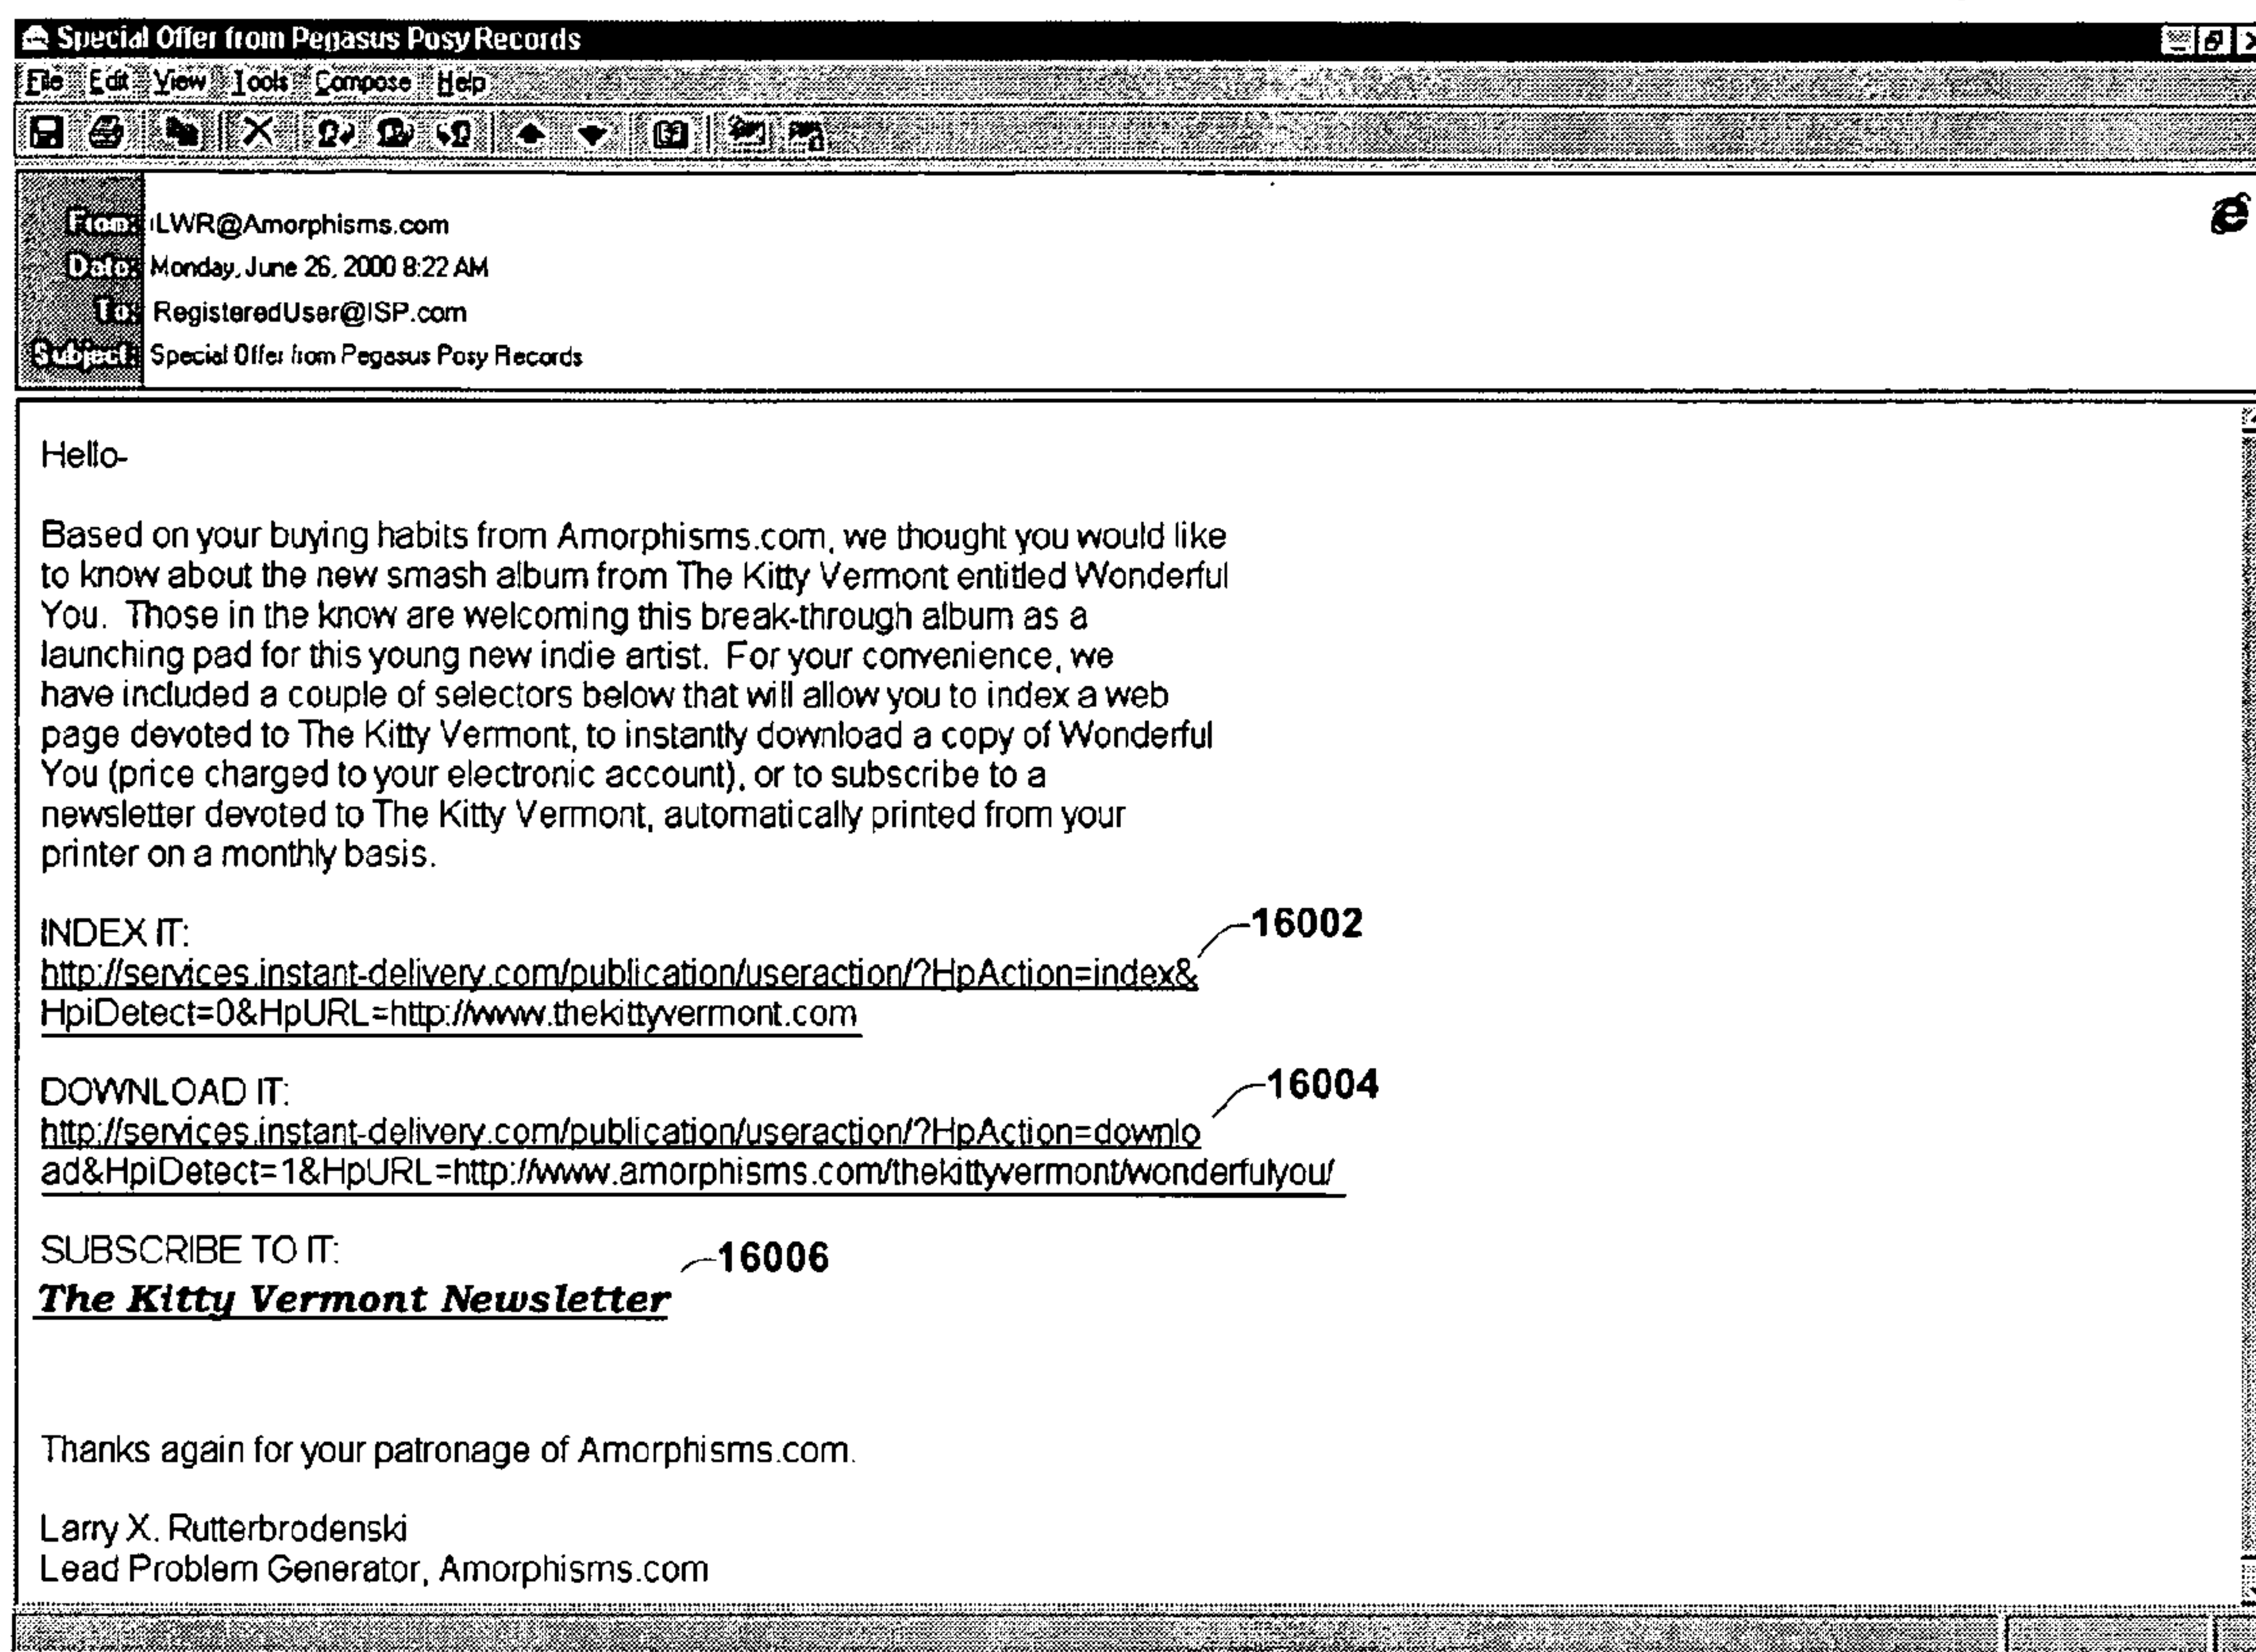 Special Offer from Pegasus Posy Records
File Edit View Tools Compose Help
From: iLWR@Amorphisms.com
Date: Monday, June 26, 2000 8:22 AM
To: RegisteredUser@ISP.com
Subject: Special Offer from Pegasus Posy Records
Hello-
Based on your buying habits from Amorphisms.com, we thought you would like
to know about the new smash album from The Kitty Vermont entitled Wonderful
You. Those in the know are welcoming this break-through album as a
launching pad for this young new indie artist. For your convenience, we
have included a couple of selectors below that will allow you to index a web
page devoted to The Kitty Vermont, to instantly download a copy of Wonderful
You (price charged to your electronic account), or to subscribe to a
newsletter devoted to The Kitty Vermont, automatically printed from your
printer on a monthly basis.
INDEX IT:
16002
http://services.instant-delivery.com/publication/useraction/?HpAction=index&
HpiDetect=0&HpURL=http://www.thekittyvermont.com
DOWNLOAD IT:
16004
http://services.instant-delivery.com/publication/useraction/?HpAction=downlo
ad&HpiDetect=1&HpURL=http://www.amorphisms.com/thekittyvermont/wonderfulyou/
SUBSCRIBE TO IT:
16006
The Kitty Vermont Newsletter
Thanks again for your patronage of Amorphisms.com.
Larry X. Rutterbrodenski
Lead Problem Generator, Amorphisms.com